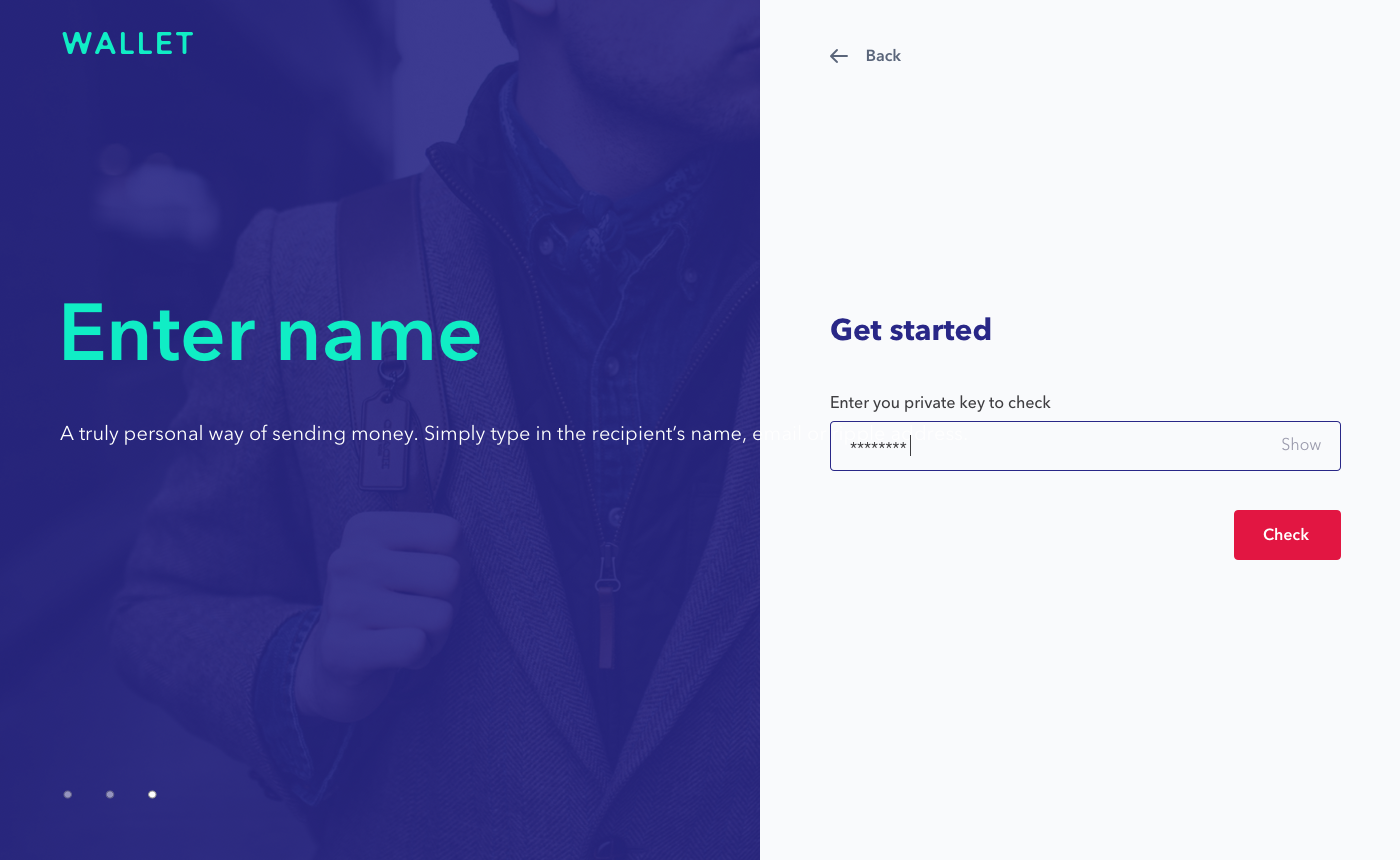 WALLET
Back
Enter name
A truly personal way of sending money. Simply type in the recipient’s name, email
Get started
Enter you private key to check
********
Show
Check